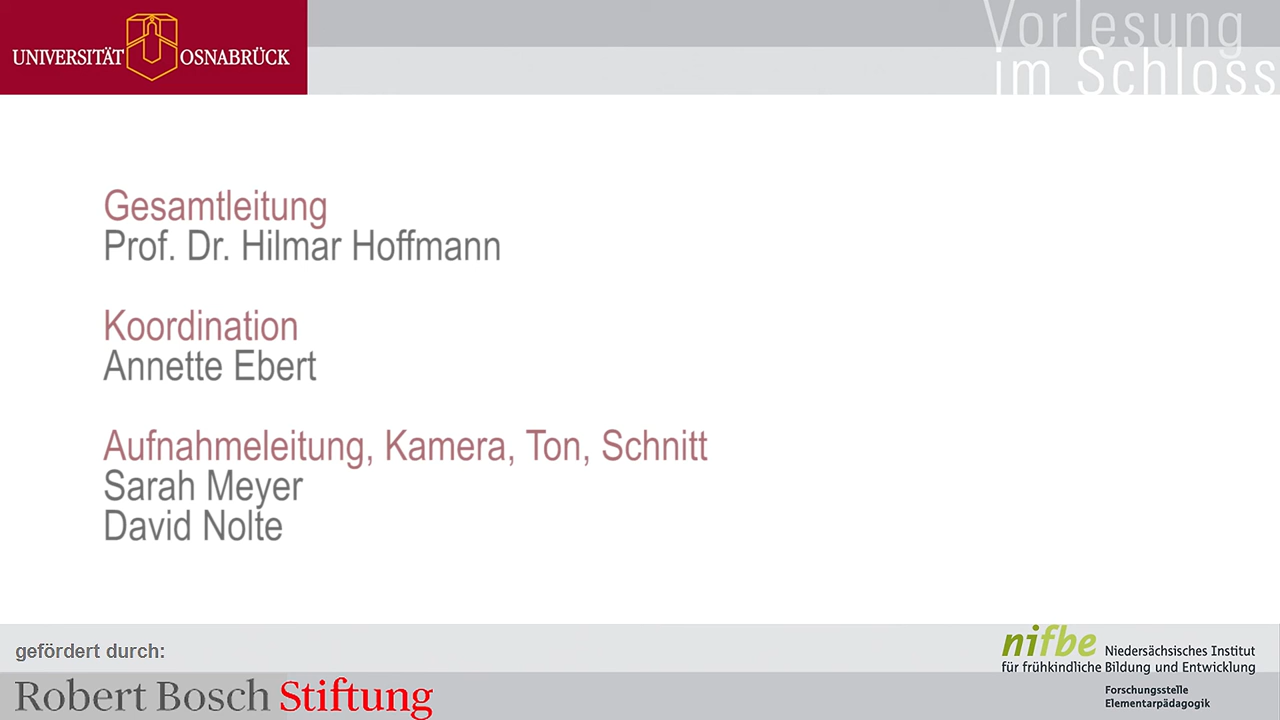 UNIVERSITÄT OSNABRÜCK
Vorlesung
im Schloss
Gesamtleitung
Prof. Dr. Hilmar Hoffmann
Koordination
Annette Ebert
Aufnahmeleitung, Kamera, Ton, Schnitt
Sarah Meyer
David Nolte
gefördert durch:
Robert Bosch Stiftung
nifbe Niedersächsisches Institut
für frühkindliche Bildung und Entwicklung
Forschungsstelle
Elementarpädagogik